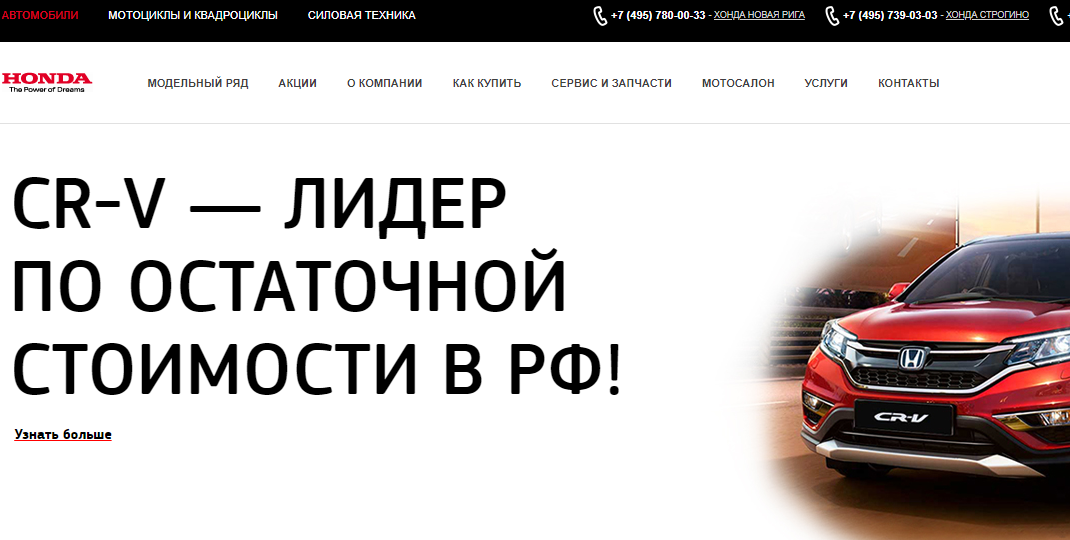 АВТОМОБИЛИ МОТОЦИКЛЫ И КВАДРОЦИКЛЫ СИЛОВАЯ ТЕХНИКА +7 (495) 780-00-33 - ХОНДА НОВАЯ РИГА +7 (495) 739-03-03 - ХОНДА СТРОГИНО
HONDA
The Power of Dreams
МОДЕЛЬНЫЙ РЯД АКЦИИ О КОМПАНИИ КАК КУПИТЬ СЕРВИС И ЗАПЧАСТИ МОТОСАЛОН УСЛУГИ КОНТАКТЫ
CR-V — ЛИДЕР
ПО ОСТАТОЧНОЙ
СТОИМОСТИ В РФ!
Узнать больше
CR-V